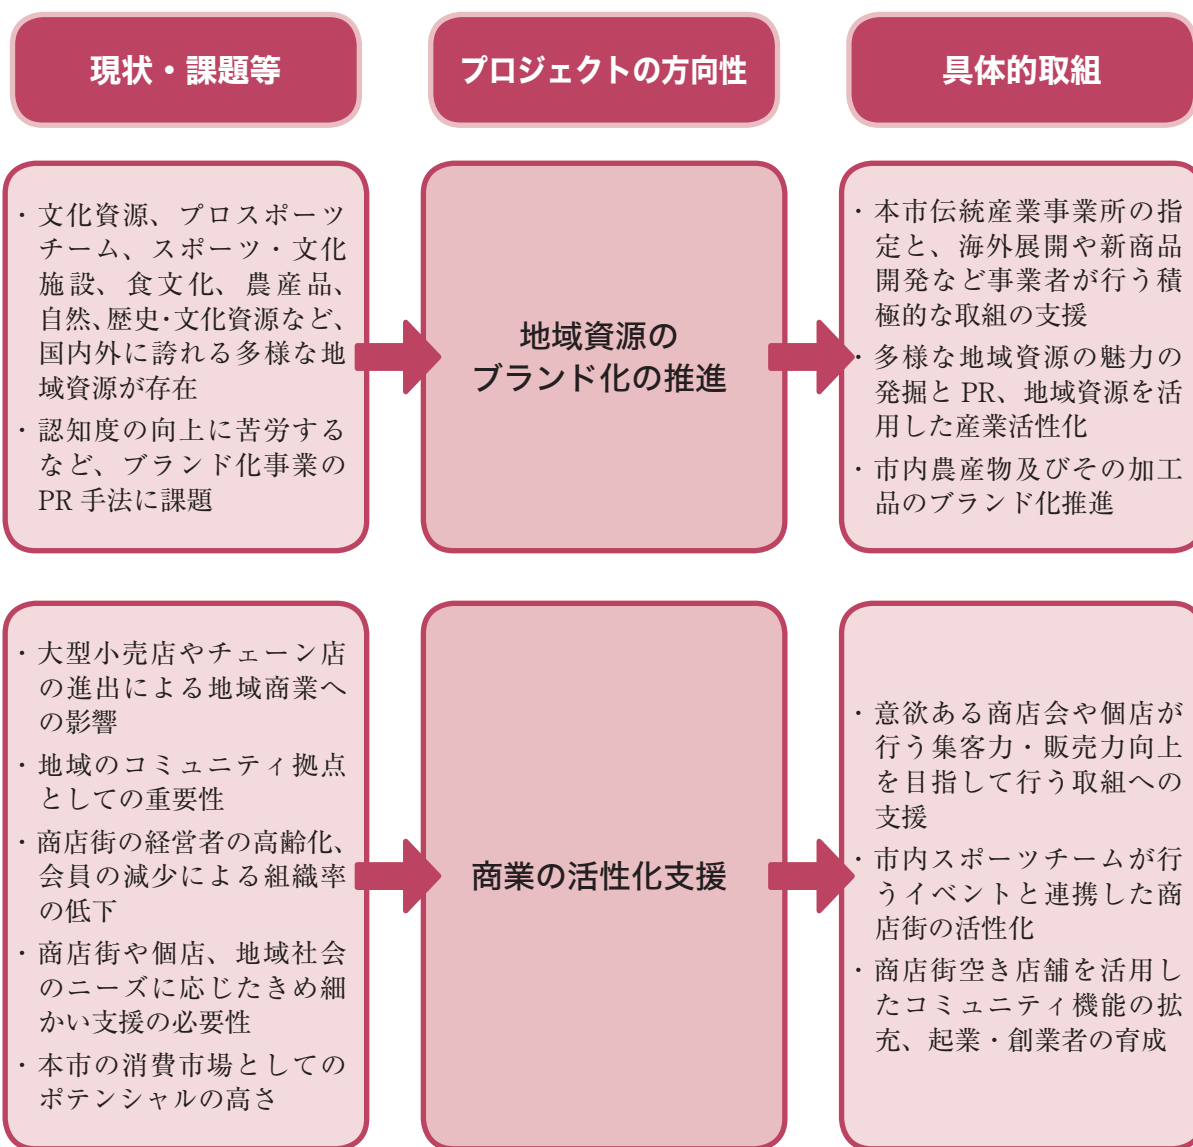 現状・課題等
プロジェクトの方向性
具体的取組
・文化資源、プロスポーツ
チーム、スポーツ・文化
施設、食文化、農産品、
自然、歴史・文化資源など、
国内外に誇れる多様な地
域資源が存在
・認知度の向上に苦労する
など、ブランド化事業の
PR 手法に課題
地域資源の
ブランド化の推進
・本市伝統産業事業所の指
定と、海外展開や新商品
開発など事業者が行う積
極的な取組の支援
・多様な地域資源の魅力の
発掘と PR、地域資源を活
用した産業活性化
・市内農産物及びその加工
品のブランド化推進
・大型小売店やチェーン店
の進出による地域商業へ
の影響
・地域のコミュニティ拠点
としての重要性
・商店街の経営者の高齢化、
会員の減少による組織率
の低下
・商店街や個店、地域社会
のニーズに応じたきめ細
かい支援の必要性
・本市の消費市場としての
ポテンシャルの高さ
商業の活性化支援
・意欲ある商店会や個店が
行う集客力・販売力向上
を目指して行う取組への
支援
・市内スポーツチームが行
うイベントと連携した商
店街の活性化
・商店街空き店舗を活用し
たコミュニティ機能の拡
充、起業・創業者の育成